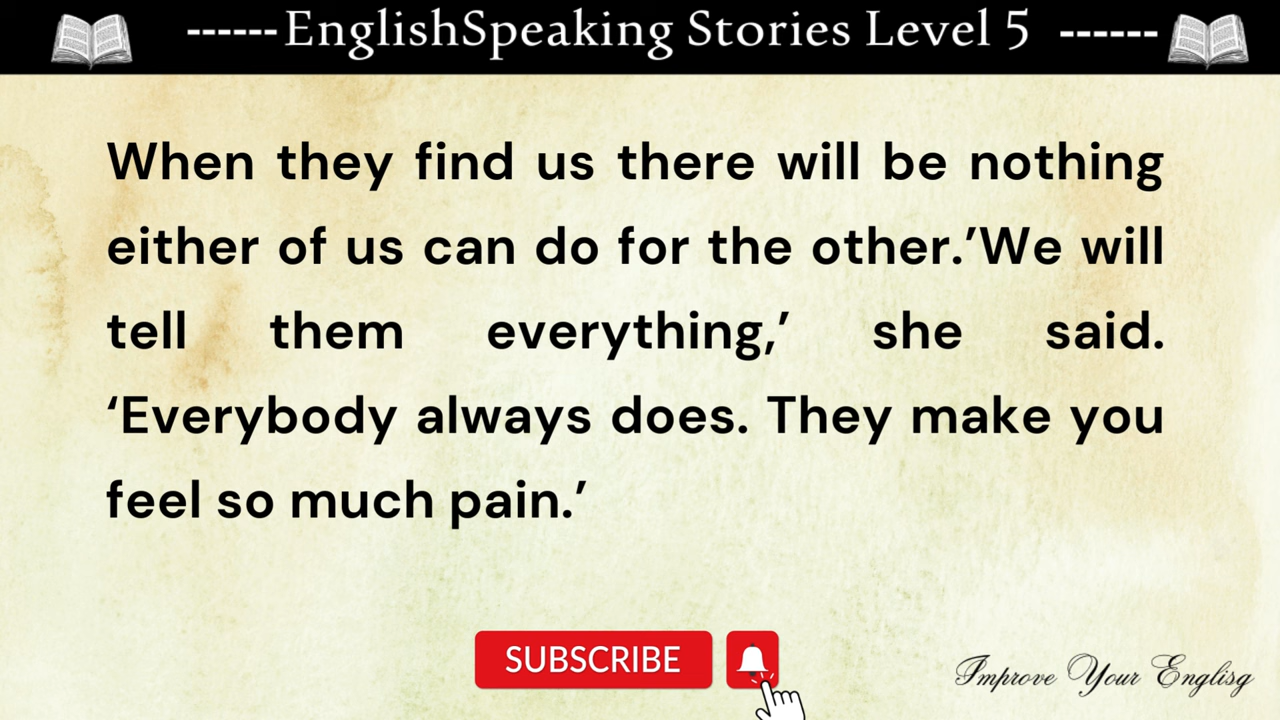 ------EnglishSpeaking Stories Level 5 ------
When they find us there will be nothing
either of us can do for the other.’We will
tell them everything,’ she said.
‘Everybody always does. They make you
feel so much pain.’
SUBSCRIBE
Improve Your Englisg